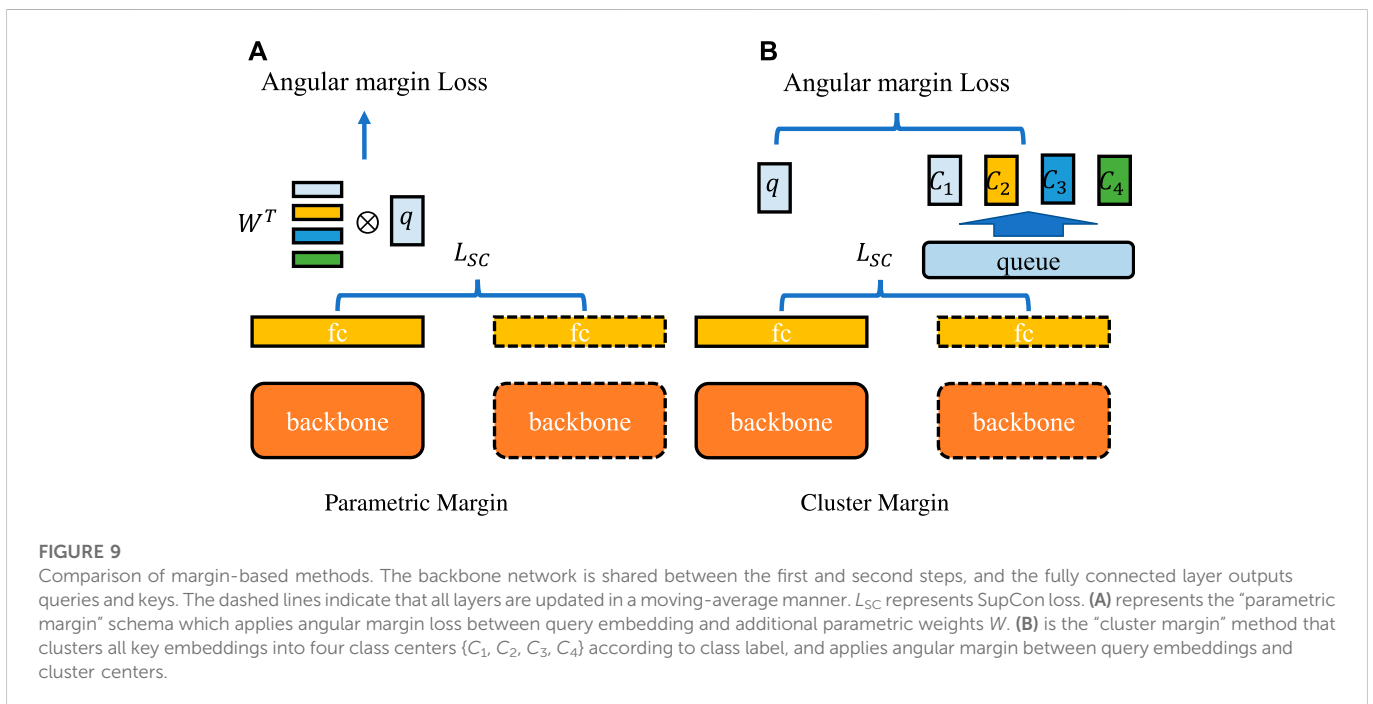 A
Angular margin Loss
W^T ⊗ q
L_SC
fc
fc
backbone
backbone
Parametric Margin
B
Angular margin Loss
q
C_1 C_2 C_3 C_4
queue
L_SC
fc
fc
backbone
backbone
Cluster Margin
FIGURE 9
Comparison of margin-based methods. The backbone network is shared between the first and second steps, and the fully connected layer outputs
queries and keys. The dashed lines indicate that all layers are updated in a moving-average manner. L_SC represents SupCon loss. (A) represents the “parametric
margin” schema which applies angular margin loss between query embedding and additional parametric weights W. (B) is the “cluster margin” method that
clusters all key embeddings into four class centers {C_1, C_2, C_3, C_4} according to class label, and applies angular margin between query embeddings and
cluster centers.